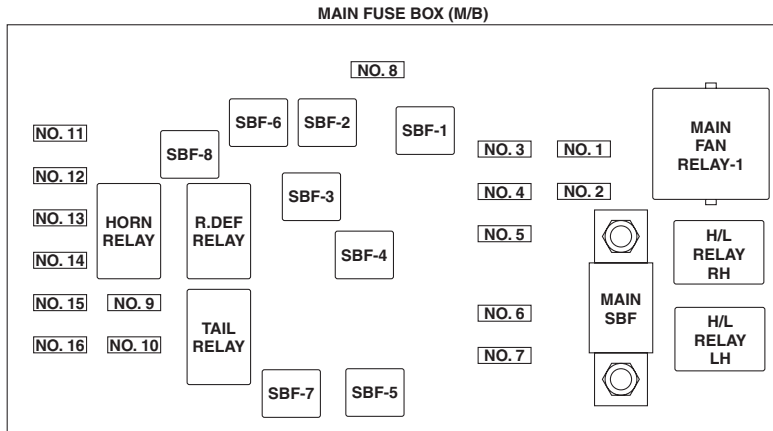 MAIN FUSE BOX (M/B)
NO. 8
SBF-6
SBF-2
SBF-1
SBF-8
NO. 11
NO. 12
NO. 13
NO. 14
NO. 15
NO. 16
NO. 9
NO. 10
HORN
RELAY
R.DEF
RELAY
TAIL
RELAY
SBF-3
SBF-4
SBF-7
SBF-5
NO. 3
NO. 1
NO. 4
NO. 2
NO. 5
NO. 6
NO. 7
MAIN
SBF
MAIN
FAN
RELAY-1
H/L
RELAY
RH
H/L
RELAY
LH